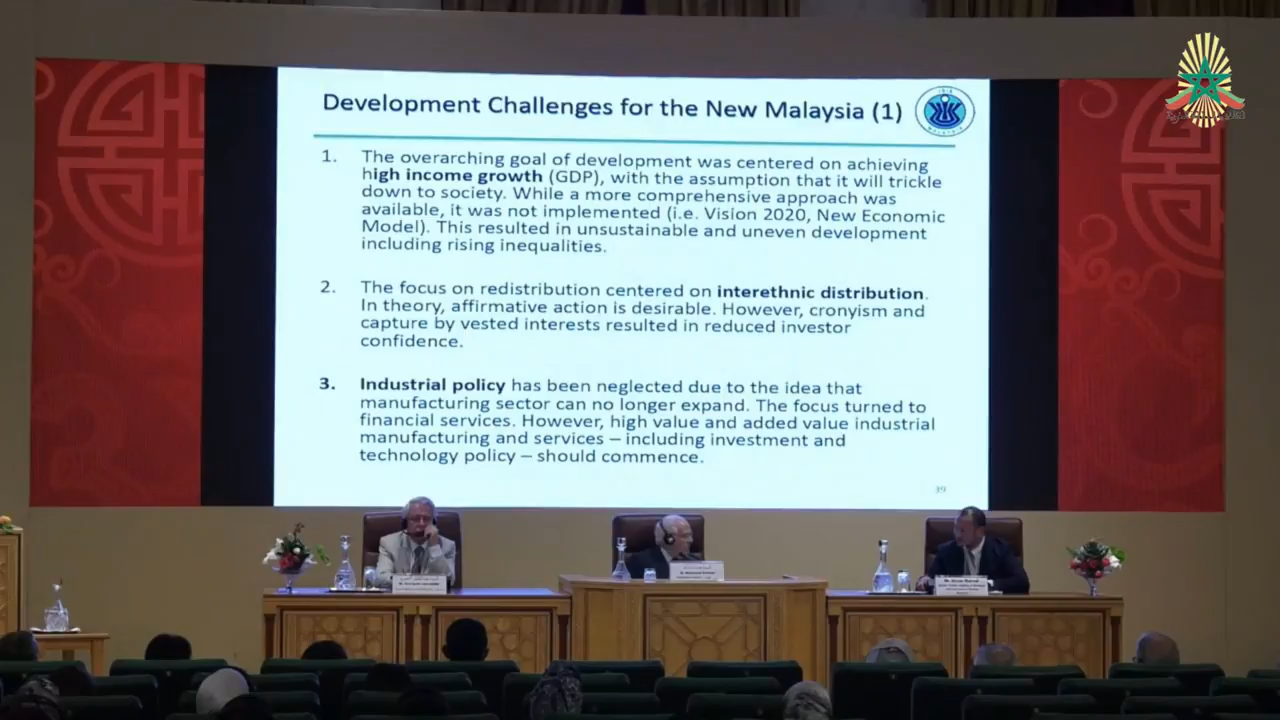 Development Challenges for the New Malaysia (1)
ISIS
MALAYSIA
1. The overarching goal of development was centered on achieving
high income growth (GDP), with the assumption that it will trickle
down to society. While a more comprehensive approach was
available, it was not implemented (i.e. Vision 2020, New Economic
Model). This resulted in unsustainable and uneven development
including rising inequalities.
2. The focus on redistribution centered on interethnic distribution.
In theory, affirmative action is desirable. However, cronyism and
capture by vested interests resulted in reduced investor
confidence.
3. Industrial policy has been neglected due to the idea that
manufacturing sector can no longer expand. The focus turned to
financial services. However, high value and added value industrial
manufacturing and services – including investment and
technology policy – should commence.
39